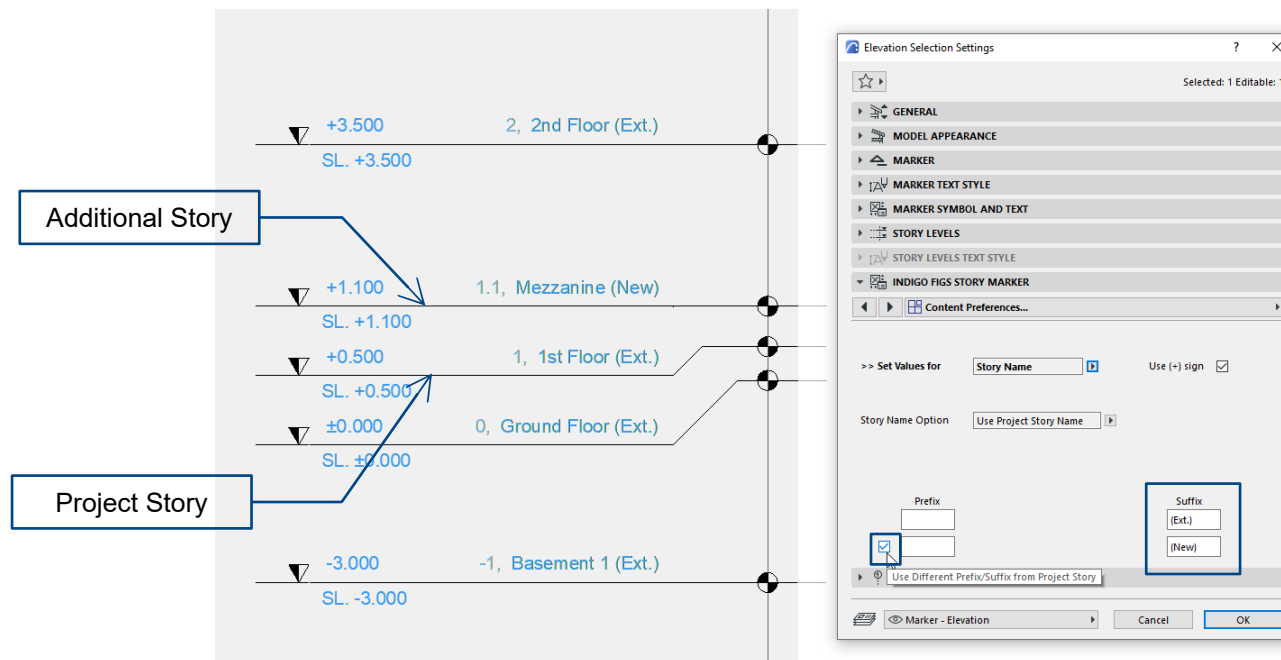 +3.500 2, 2nd Floor (Ext.)
SL. +3.500
Additional Story
+1.100 1.1, Mezzanine (New)
SL. +1.100
+0.500 1, 1st Floor (Ext.)
SL. +0.500
±0.000 0, Ground Floor (Ext.)
SL. ±0.000
Project Story
-3.000 -1, Basement 1 (Ext.)
SL. -3.000
Elevation Selection Settings ?
Selected: 1 Editable: 1
GENERAL
MODEL APPEARANCE
MARKER
MARKER TEXT STYLE
MARKER SYMBOL AND TEXT
STORY LEVELS
STORY LEVELS TEXT STYLE
INDIGO FIGS STORY MARKER
Content Preferences...
>> Set Values for Story Name Use (+) sign
Story Name Option Use Project Story Name
Prefix Suffix
(Ext.)
(New)
Use Different Prefix/Suffix from Project Story
Marker - Elevation Cancel OK